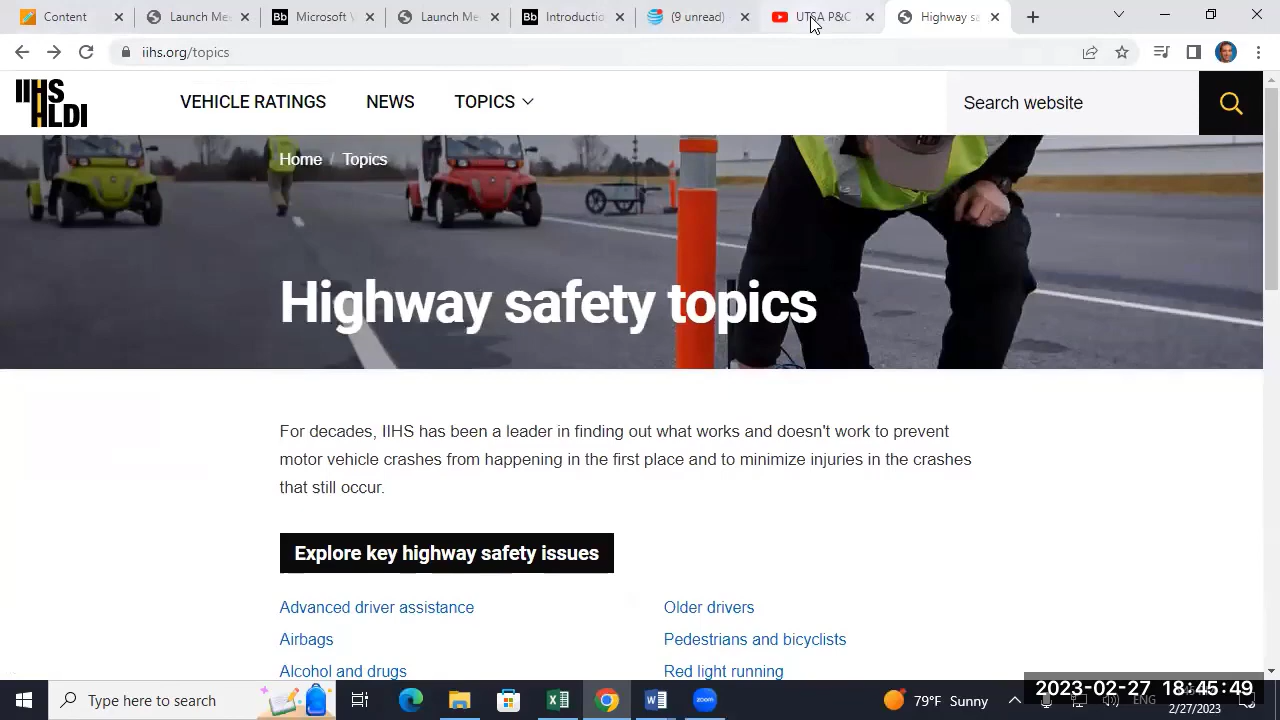 Content
Launch Me
Bb
Microsoft
Launch Me
Bb
Introductio
(9 unread
UTSA P&C
Highway sa
iihs.org/topics
IIHS
HLDI
VEHICLE RATINGS
NEWS
TOPICS
Search website
Home / Topics
Highway safety topics
For decades, IIHS has been a leader in finding out what works and doesn't work to prevent
motor vehicle crashes from happening in the first place and to minimize injuries in the crashes
that still occur.
Explore key highway safety issues
Advanced driver assistance
Older drivers
Airbags
Pedestrians and bicyclists
Alcohol and drugs
Red light running
Type here to search
zoom
79°F Sunny
ENG
2023-02-27 18:45:49
2/27/2023